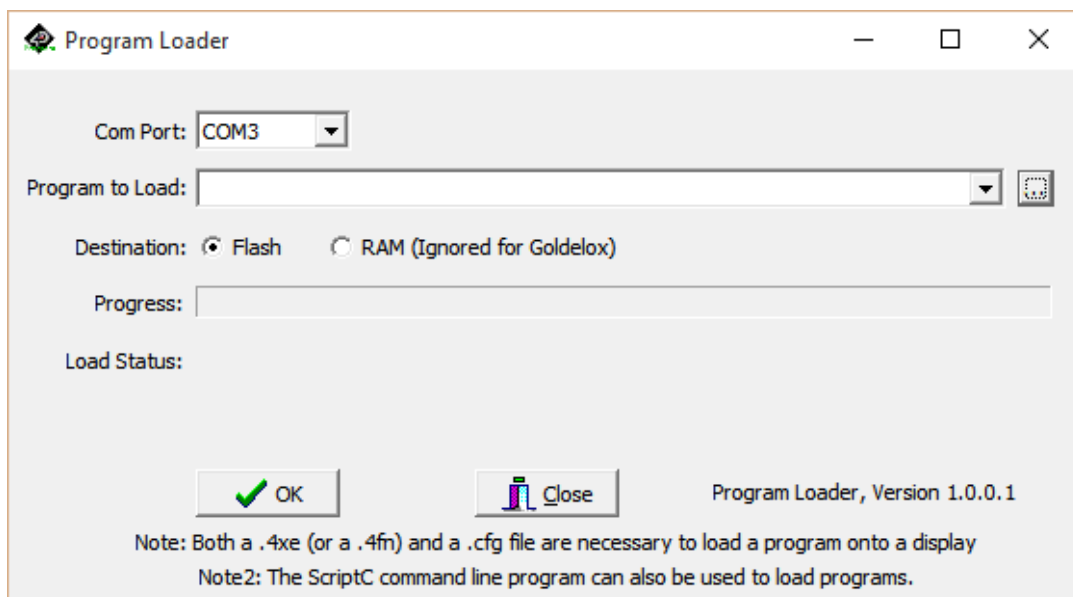 Program Loader
Com Port: COM3
Program to Load:
...
Destination: Flash RAM (Ignored for Goldelox)
Progress:
Load Status:
OK Close Program Loader, Version 1.0.0.1
Note: Both a .4xe (or a .4fn) and a .cfg file are necessary to load a program onto a display
Note2: The ScriptC command line program can also be used to load programs.